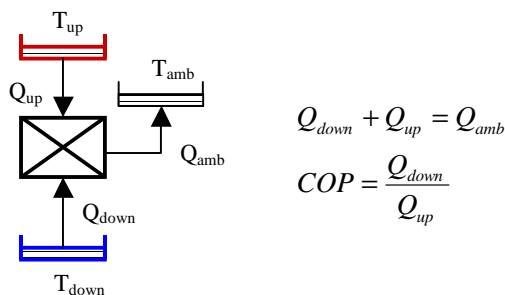 T_up
T_amb
Q_up
Q_amb
Q_down
T_down
Q_down + Q_up = Q_amb
COP = Q_down / Q_up